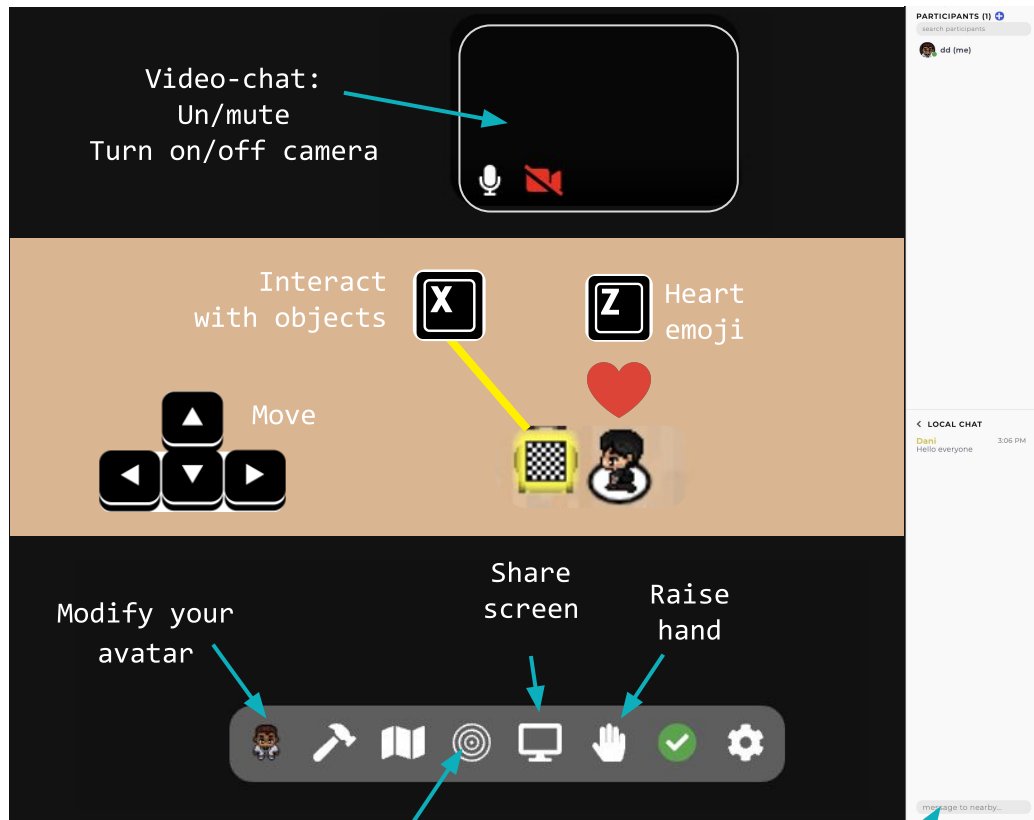 Video-chat:
Un/mute
Turn on/off camera
Interact
with objects
X
Z
Heart
emoji
Move
Share
screen
Raise
hand
Modify your
avatar
PARTICIPANTS (1)
search participants
dd (me)
LOCAL CHAT
Dani 3:06 PM
Hello everyone
message to nearby...